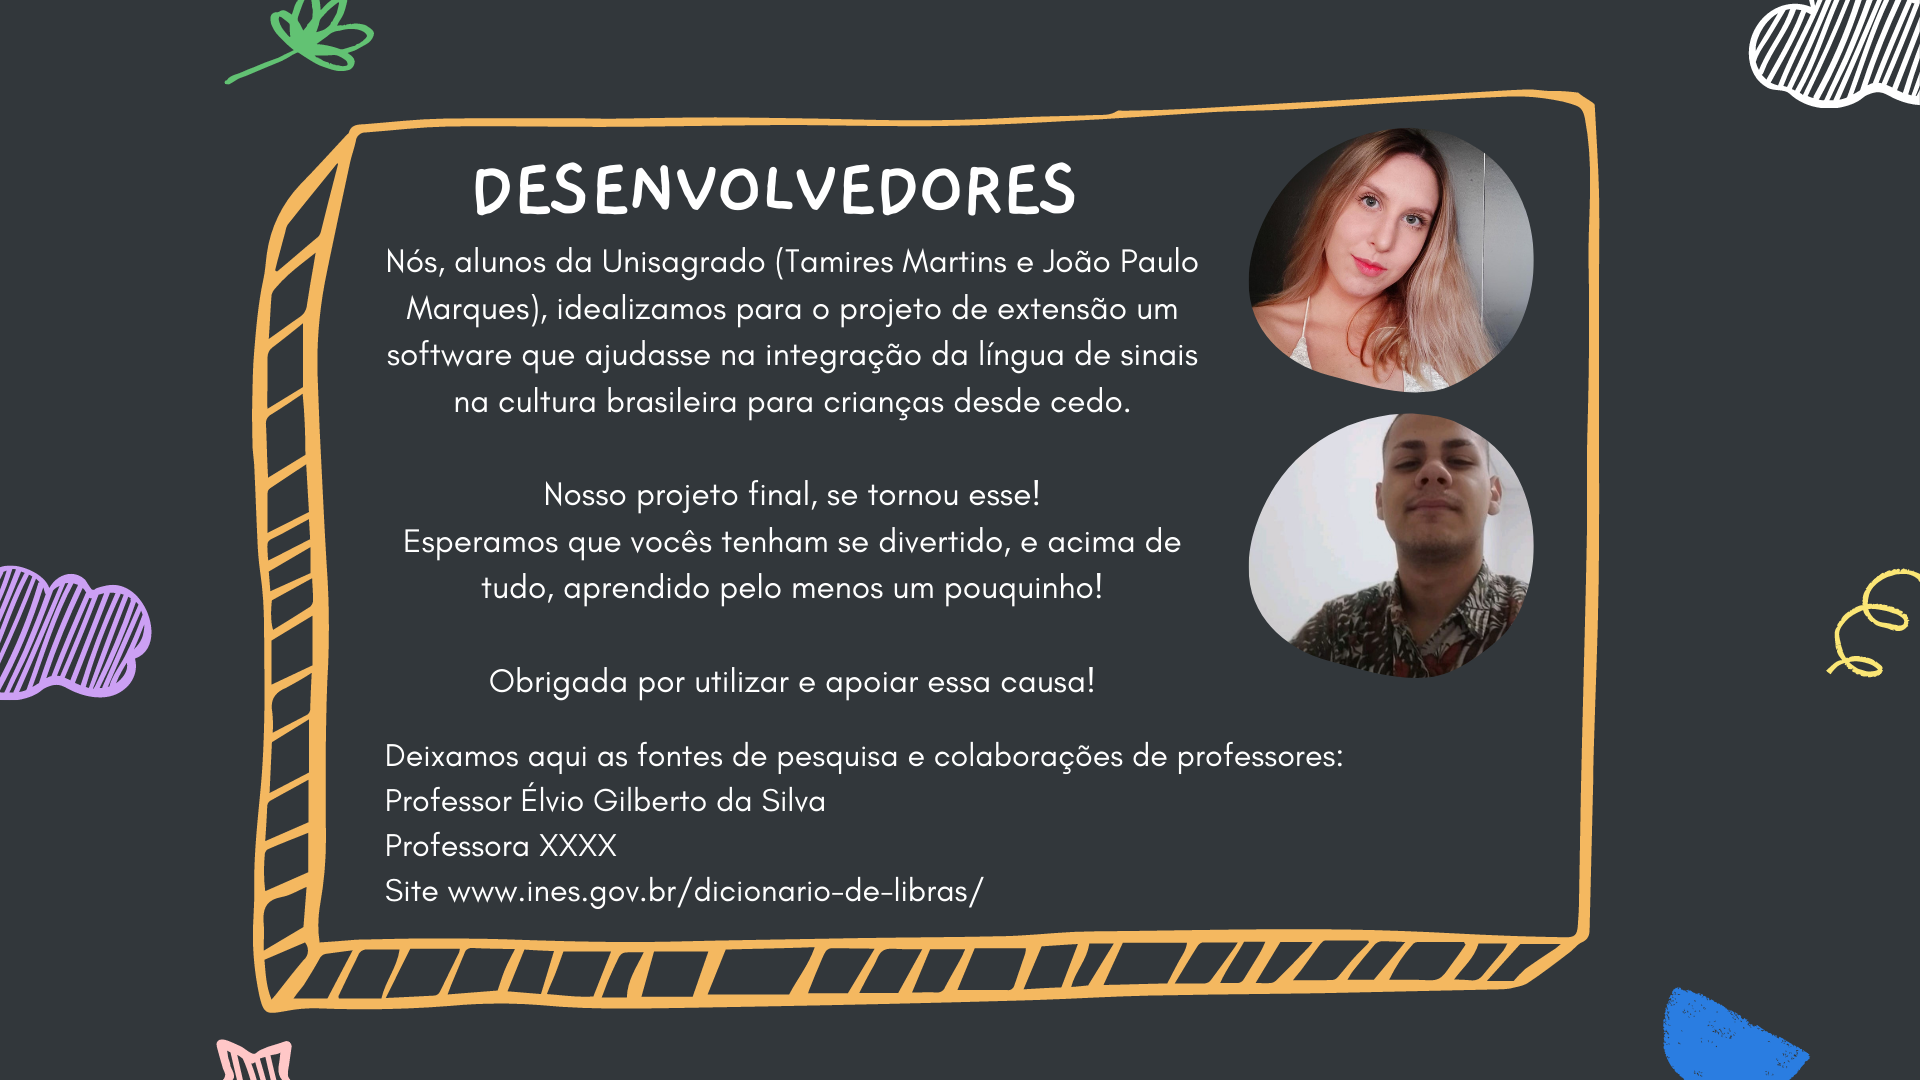 DESENVOLVEDORES
Nós, alunos da Unisagrado (Tamires Martins e João Paulo
Marques), idealizamos para o projeto de extensão um
software que ajudasse na integração da língua de sinais
na cultura brasileira para crianças desde cedo.
Nosso projeto final, se tornou esse!
Esperamos que vocês tenham se divertido, e acima de
tudo, aprendido pelo menos um pouquinho!
Obrigada por utilizar e apoiar essa causa!
Deixamos aqui as fontes de pesquisa e colaborações de professores:
Professor Élvio Gilberto da Silva
Professora XXXX
Site www.ines.gov.br/dicionario-de-libras/